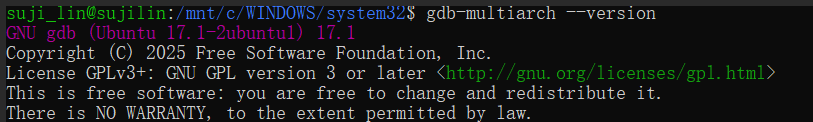 suji_lin@sujilin:/mnt/c/WINDOWS/system32$ gdb-multiarch --version
GNU gdb (Ubuntu 17.1-2ubuntu1) 17.1
Copyright (C) 2025 Free Software Foundation, Inc.
License GPLv3+: GNU GPL version 3 or later <http://gnu.org/licenses/gpl.html>
This is free software: you are free to change and redistribute it.
There is NO WARRANTY, to the extent permitted by law.